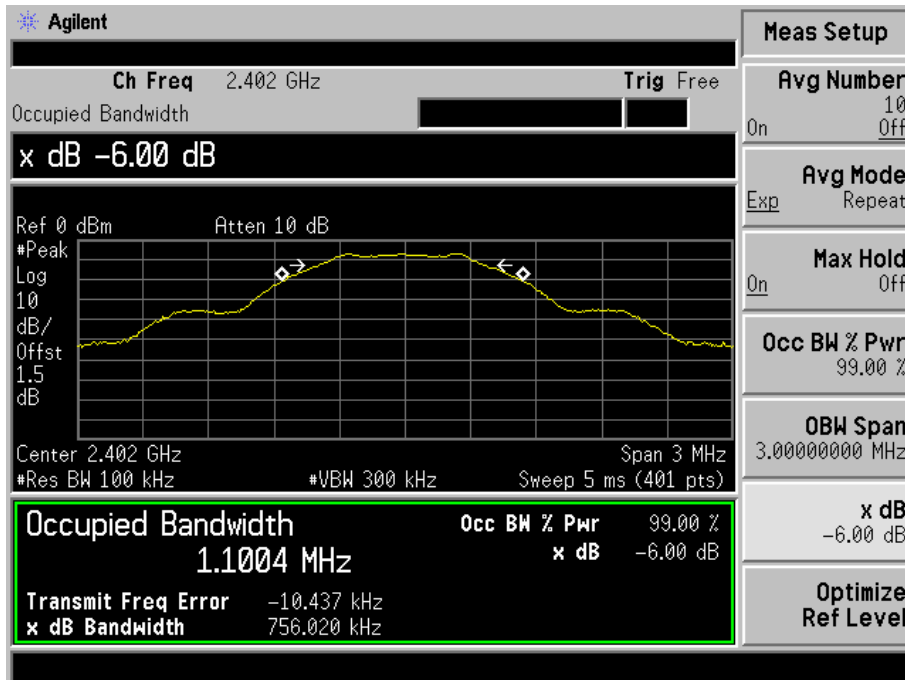 Agilent
Ch Freq 2.402 GHz Trig Free
Occupied Bandwidth
x dB -6.00 dB
Ref 0 dBm Atten 10 dB
#Peak
Log
10
dB/
Offst
1.5
dB
Center 2.402 GHz Span 3 MHz
#Res BW 100 kHz #VBW 300 kHz Sweep 5 ms (401 pts)
Occupied Bandwidth Occ BW % Pwr 99.00 %
1.1004 MHz x dB -6.00 dB
Transmit Freq Error -10.437 kHz
x dB Bandwidth 756.020 kHz
Meas Setup
Avg Number
10
On Off
Avg Mode
Exp Repeat
Max Hold
On Off
Occ BW % Pwr
99.00 %
OBW Span
3.00000000 MHz
x dB
-6.00 dB
Optimize
Ref Level